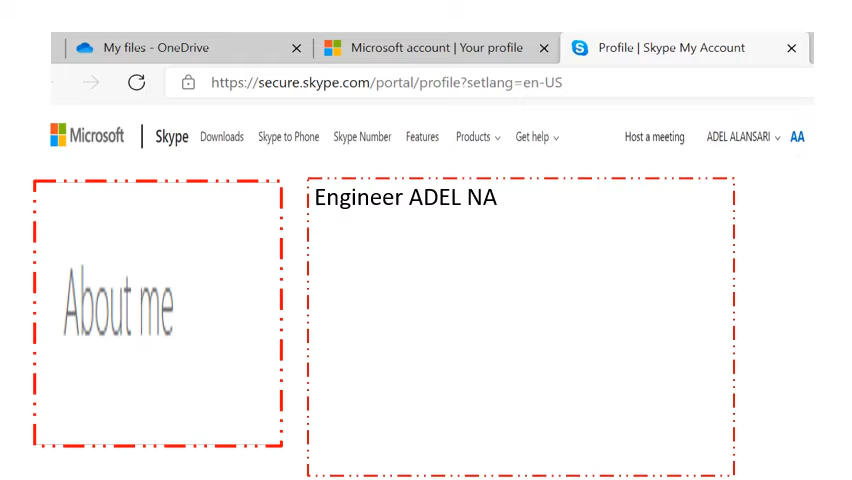 My files - OneDrive
Microsoft account | Your profile
Profile | Skype My Account
https://secure.skype.com/portal/profile?setlang=en-US
Microsoft | Skype Downloads Skype to Phone Skype Number Features Products Get help Host a meeting ADEL ALANSARI AA
Engineer ADEL NA
About me